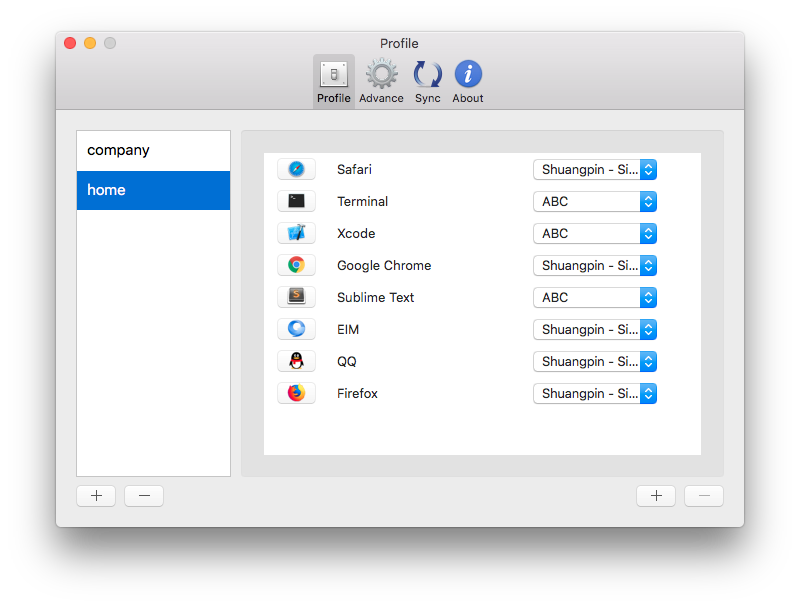 Profile
Profile Advance Sync About
company
home
Safari Shuangpin - Si...
Terminal ABC
Xcode ABC
Google Chrome Shuangpin - Si...
Sublime Text ABC
EIM Shuangpin - Si...
QQ Shuangpin - Si...
Firefox Shuangpin - Si...